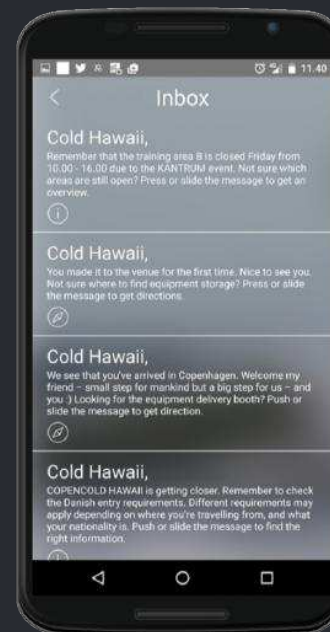 11.40
Inbox
Cold Hawaii,
Remember that the training area B is closed Friday from
10.00 - 16.00 due to the KANTRUM event. Not sure which
areas are still open? Press or slide the message to get an
overview.
Cold Hawaii,
You made it to the venue for the first time. Nice to see you.
Not sure where to find equipment storage? Press or slide
the message to get directions.
Cold Hawaii,
We see that you've arrived in Copenhagen. Welcome my
friend – small step for mankind but a big step for us – and
you :) Looking for the equipment delivery booth? Push or
slide the message to get direction.
Cold Hawaii,
COPENCOLD HAWAII is getting closer. Remember to check
the Danish entry requirements. Different requirements may
apply depending on where you're travelling from, and what
your nationality is. Push or slide the message to find the
right information.